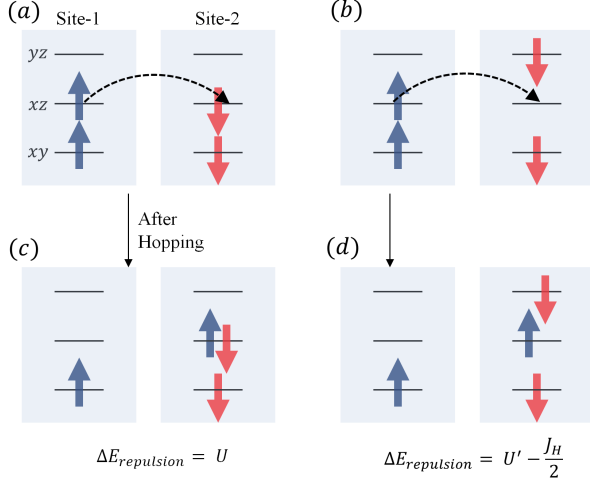 (a) Site-1 Site-2 (b)
yz
xz
xy
After
Hopping
(c) (d)
ΔE_repulsion = U ΔE_repulsion = U′ − J_H/2